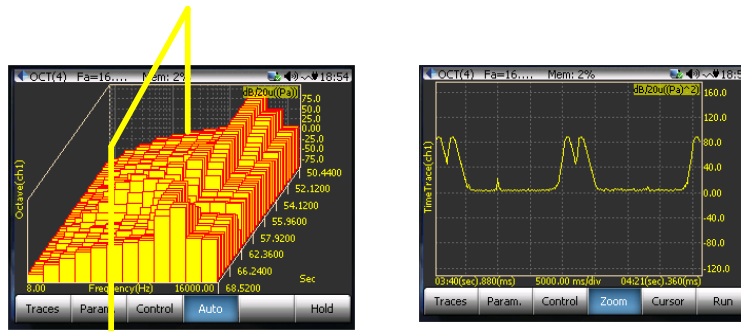 OCT(4) Fa=16.... Mem: 2% 18:54
dB/20u((Pa))
75.0
50.0
25.0
0.00
-25.0
-50.0
-75.0
50.4400
52.1200
54.1200
55.9600
57.9200
62.3600
66.2400
68.5200
Sec
Octave(ch1)
8.00 Frequency(Hz) 16000.00
Traces Param. Control Auto Hold
OCT(4) Fa=16.... Mem: 2% 18:5
dB/20u((Pa)^2)
160.0
120.0
80.0
40.0
0.00
-40.0
-80.0
-120.0
TimeTrace(ch1)
03:40(sec).880(ms) 5000.00 ms/div 04:21(sec).360(ms)
Traces Param. Control Zoom Cursor Run